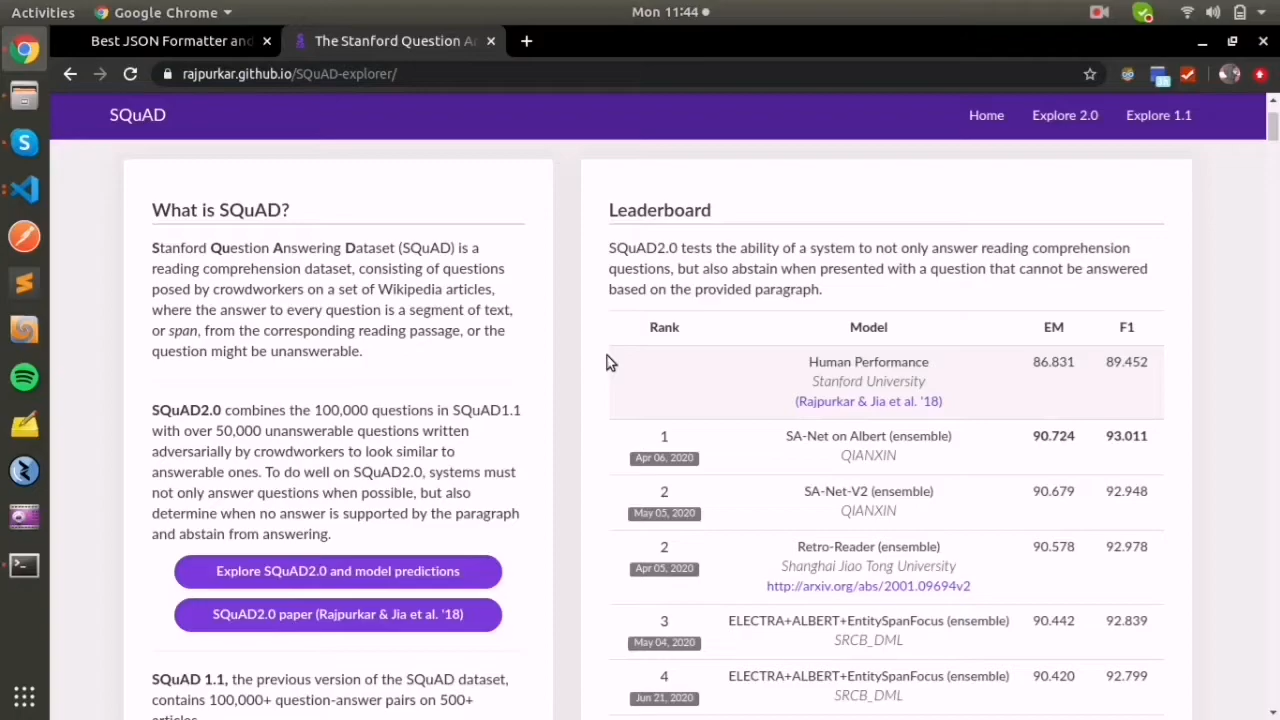 Activities
Google Chrome
Mon 11:44
Best JSON Formatter and
The Stanford Question A
rajpurkar.github.io/SQuAD-explorer/
SQuAD
Home
Explore 2.0
Explore 1.1
What is SQuAD?
Stanford Question Answering Dataset (SQuAD) is a
reading comprehension dataset, consisting of questions
posed by crowdworkers on a set of Wikipedia articles,
where the answer to every question is a segment of text,
or span, from the corresponding reading passage, or the
question might be unanswerable.
SQuAD2.0 combines the 100,000 questions in SQuAD1.1
with over 50,000 unanswerable questions written
adversarially by crowdworkers to look similar to
answerable ones. To do well on SQuAD2.0, systems must
not only answer questions when possible, but also
determine when no answer is supported by the paragraph
and abstain from answering.
Explore SQuAD2.0 and model predictions
SQuAD2.0 paper (Rajpurkar & Jia et al. '18)
SQuAD 1.1, the previous version of the SQuAD dataset,
contains 100,000+ question-answer pairs on 500+
articles
Leaderboard
SQuAD2.0 tests the ability of a system to not only answer reading comprehension
questions, but also abstain when presented with a question that cannot be answered
based on the provided paragraph.
Rank Model EM F1
Human Performance 86.831 89.452
Stanford University
(Rajpurkar & Jia et al. '18)
1 SA-Net on Albert (ensemble) 90.724 93.011
Apr 06, 2020 QIANXIN
2 SA-Net-V2 (ensemble) 90.679 92.948
May 05, 2020 QIANXIN
2 Retro-Reader (ensemble) 90.578 92.978
Apr 05, 2020 Shanghai Jiao Tong University
http://arxiv.org/abs/2001.09694v2
3 ELECTRA+ALBERT+EntitySpanFocus (ensemble) 90.442 92.839
May 04, 2020 SRCB_DML
4 ELECTRA+ALBERT+EntitySpanFocus (ensemble) 90.420 92.799
Jun 21, 2020 SRCB_DML